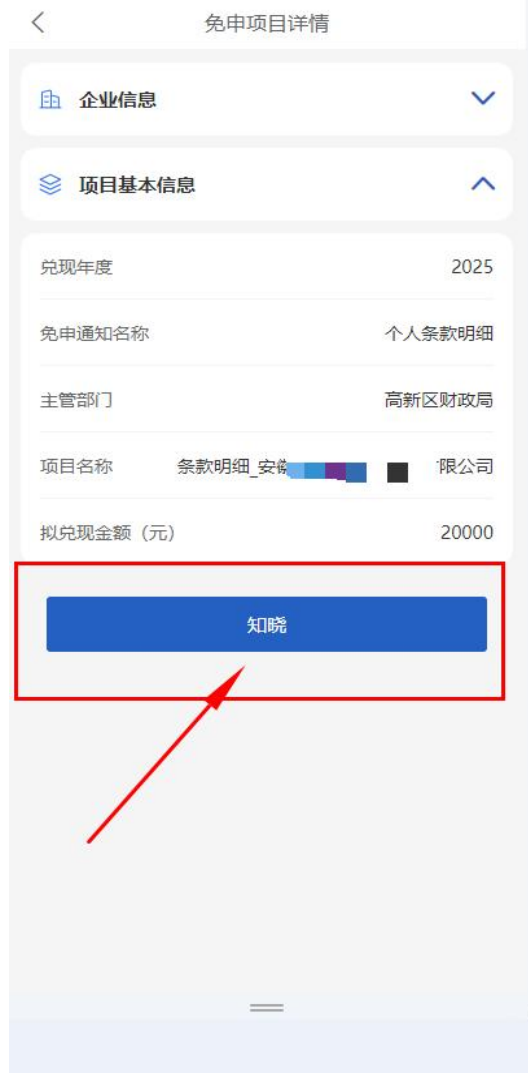 免申项目详情
企业信息
项目基本信息
兑现年度 2025
免申通知名称 个人条款明细
主管部门 高新区财政局
项目名称 条款明细_安徽 限公司
拟兑现金额（元） 20000
知晓